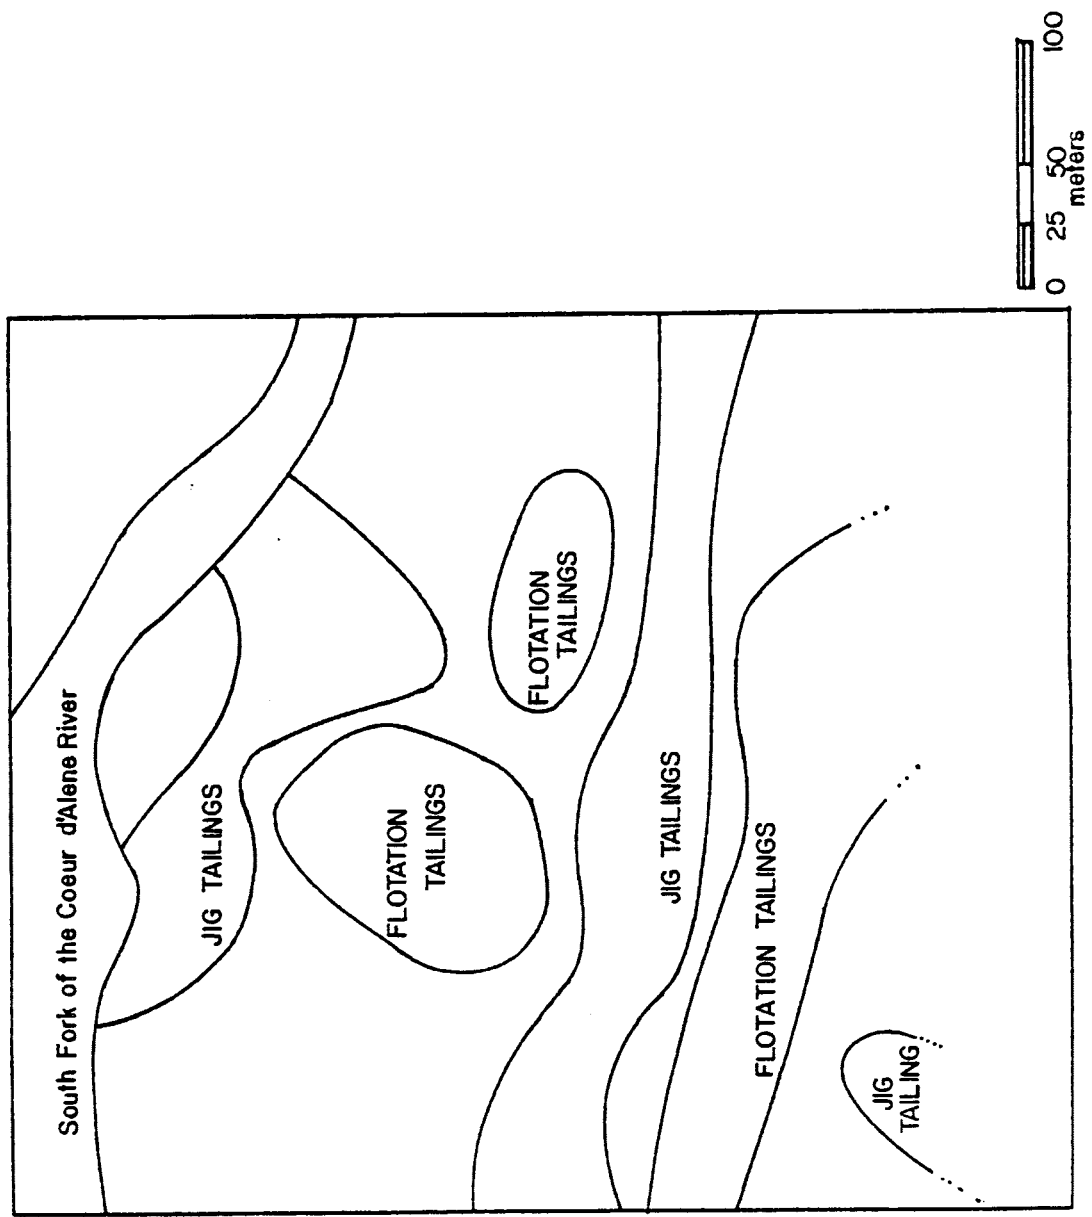 South Fork of the Coeur d'Alene River
JIG TAILINGS
FLOTATION
TAILINGS
FLOTATION
TAILINGS
JIG TAILINGS
FLOTATION TAILINGS
JIG
TAILING
0 25 50 100
meters